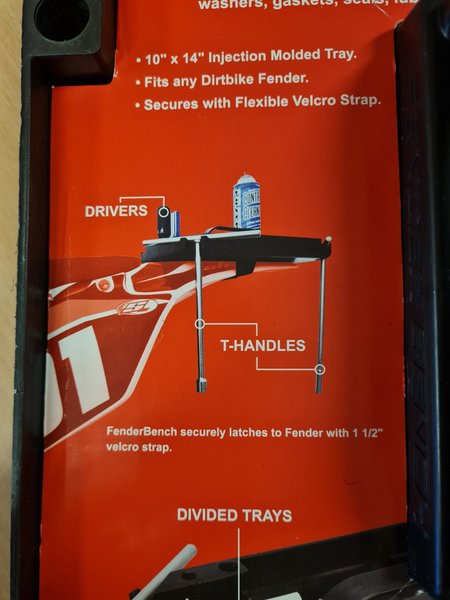 washers, gaskets, seals,
• 10" x 14" Injection Molded Tray.
• Fits any Dirtbike Fender.
• Secures with Flexible Velcro Strap.
DRIVERS
01
T-HANDLES
FenderBench securely latches to Fender with 1 1/2"
velcro strap.
DIVIDED TRAYS